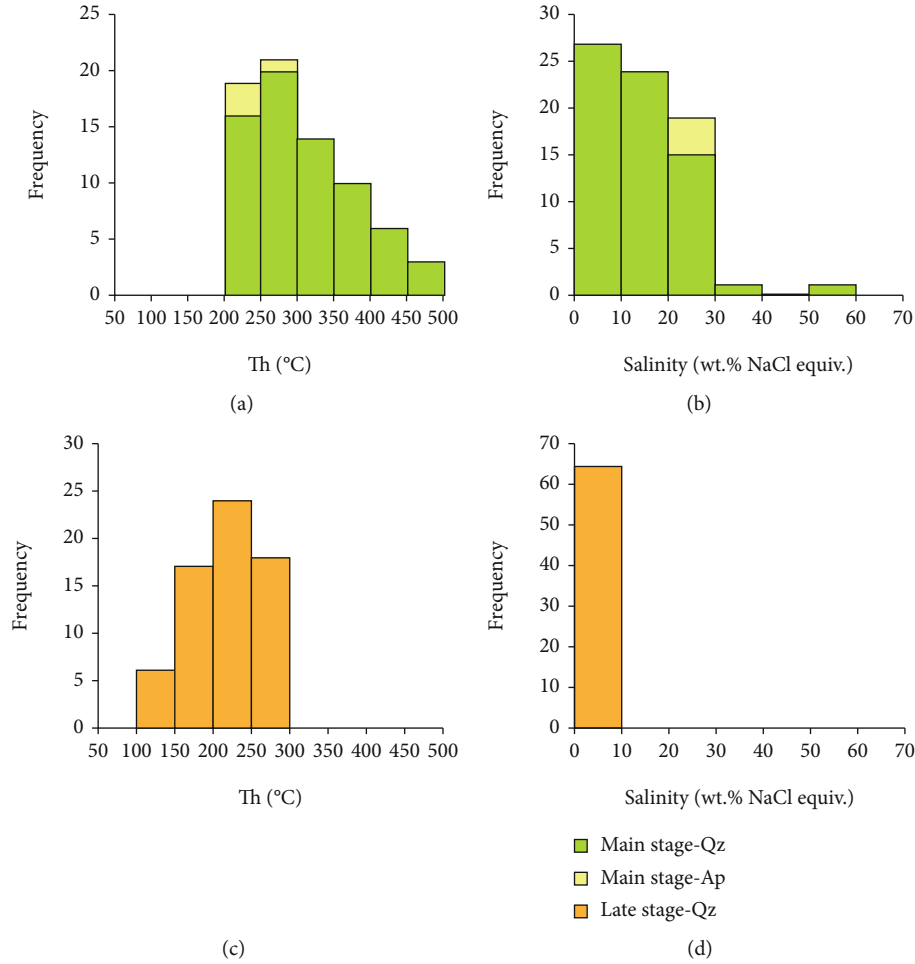 25
20
15
10
5
0
Frequency
50 100 150 200 250 300 350 400 450 500
Th (°C)
(a)
30
25
20
15
10
5
0
Frequency
0 10 20 30 40 50 60 70
Salinity (wt.% NaCl equiv.)
(b)
30
25
20
15
10
5
0
Frequency
50 100 150 200 250 300 350 400 450 500
Th (°C)
(c)
70
60
50
40
30
20
10
0
Frequency
0 10 20 30 40 50 60 70
Salinity (wt.% NaCl equiv.)
Main stage-Qz
Main stage-Ap
Late stage-Qz
(d)